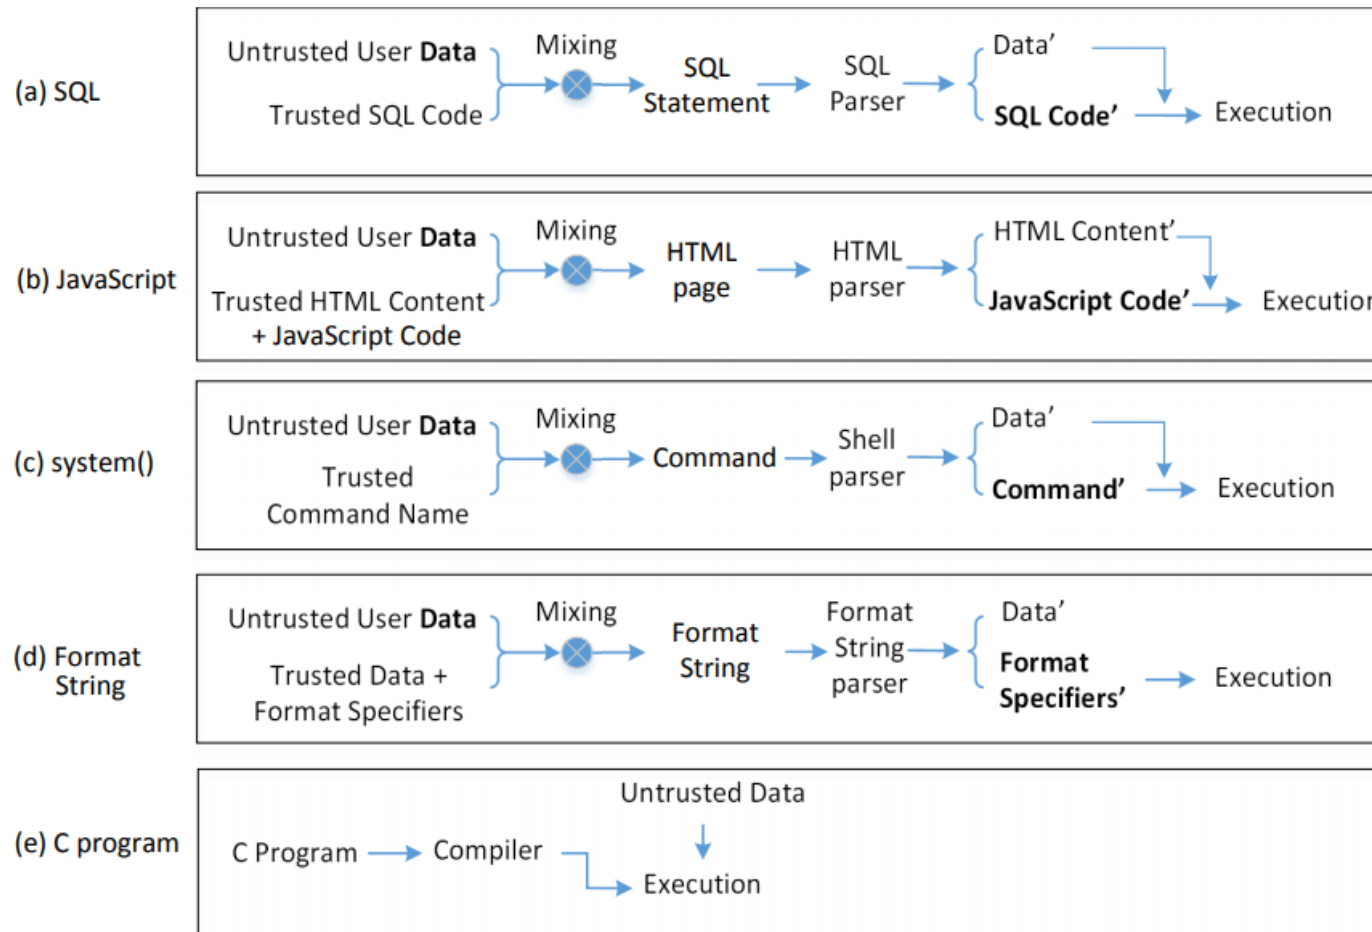 (a) SQL
Untrusted User Data
Trusted SQL Code
Mixing
SQL
Statement
SQL
Parser
Data’
SQL Code’
Execution
(b) JavaScript
Untrusted User Data
Trusted HTML Content
+ JavaScript Code
Mixing
HTML
page
HTML
parser
HTML Content’
JavaScript Code’
Execution
(c) system()
Untrusted User Data
Trusted
Command Name
Mixing
Command
Shell
parser
Data’
Command’
Execution
(d) Format
String
Untrusted User Data
Trusted Data +
Format Specifiers
Mixing
Format
String
Format
String
parser
Data’
Format
Specifiers’
Execution
(e) C program
C Program
Compiler
Untrusted Data
Execution